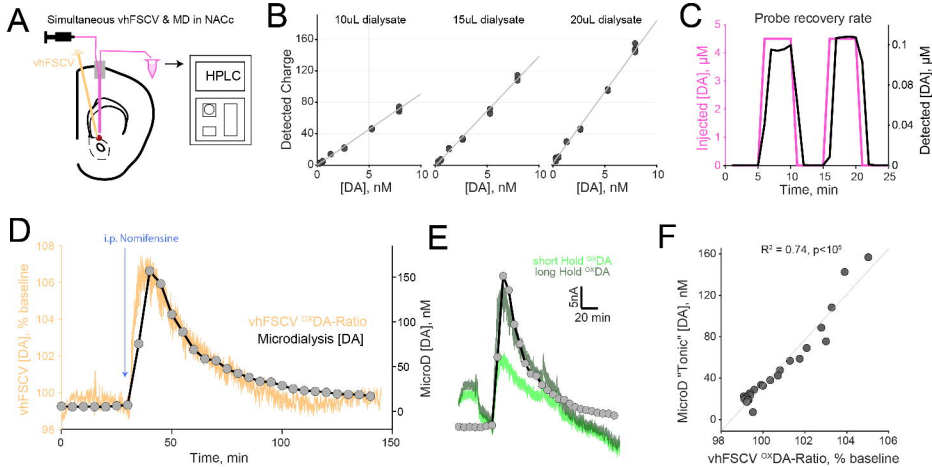 A
Simultaneous vhFSCV & MD in NACc
vhFSCV
HPLC
B
10uL dialysate
15uL dialysate
20uL dialysate
Detected Charge
160
120
80
40
0
0
5
10
0
5
10
0
5
10
[DA], nM
[DA], nM
[DA], nM
C
Probe recovery rate
Injected [DA], µM
5
4
3
2
1
0
Detected [DA], µM
0.1
0.08
0.04
0
0
10
20
Time, min
D
i.p. Nomifensine
vhFSCV [DA], % baseline
108
106
104
102
100
98
vhFSCV OXDA-Ratio
Microdialysis [DA]
MicroD [DA], nM
150
100
50
0
0
50
100
150
Time, min
E
short Hold OXDA
long Hold OXDA
5nA
20 min
F
R² = 0.74, p<10⁵
MicroD "Tonic" [DA], nM
160
120
80
40
0
98
100
102
104
106
vhFSCV OXDA-Ratio, % baseline